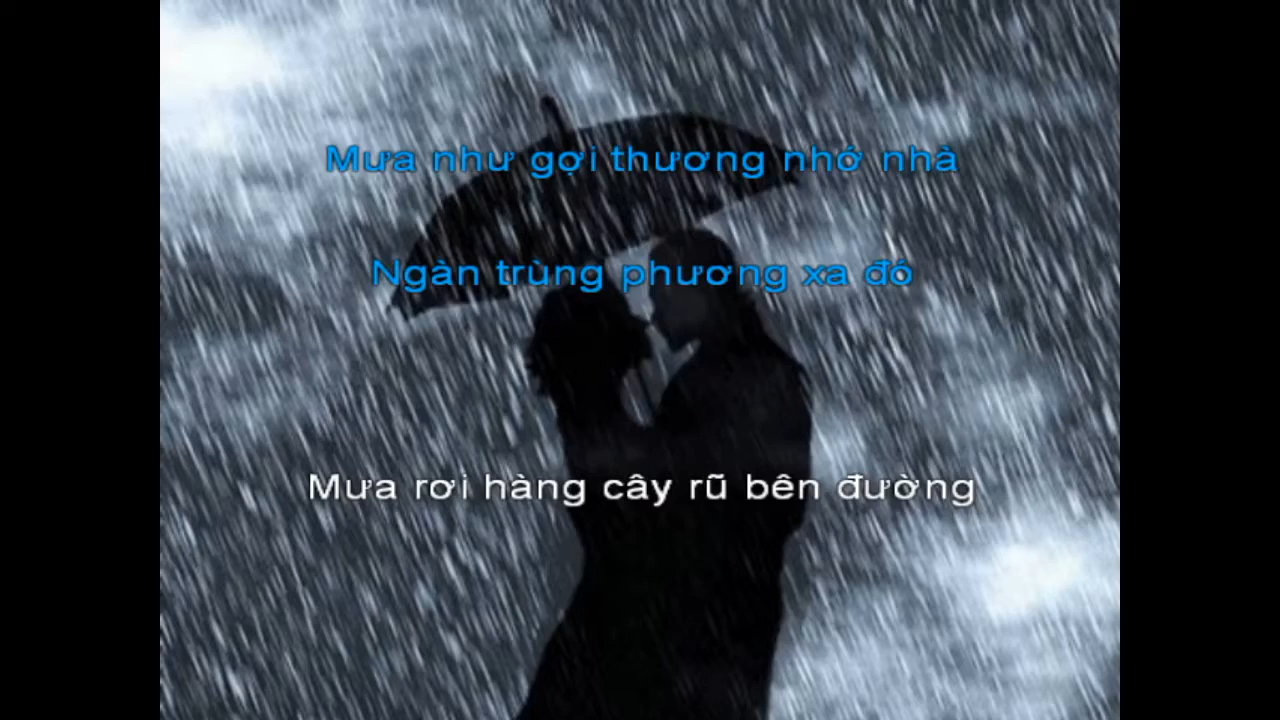 Mưa như gợi thương nhớ nhà
Ngàn trùng phương xa đó
Mưa rơi hàng cây rũ bên đường